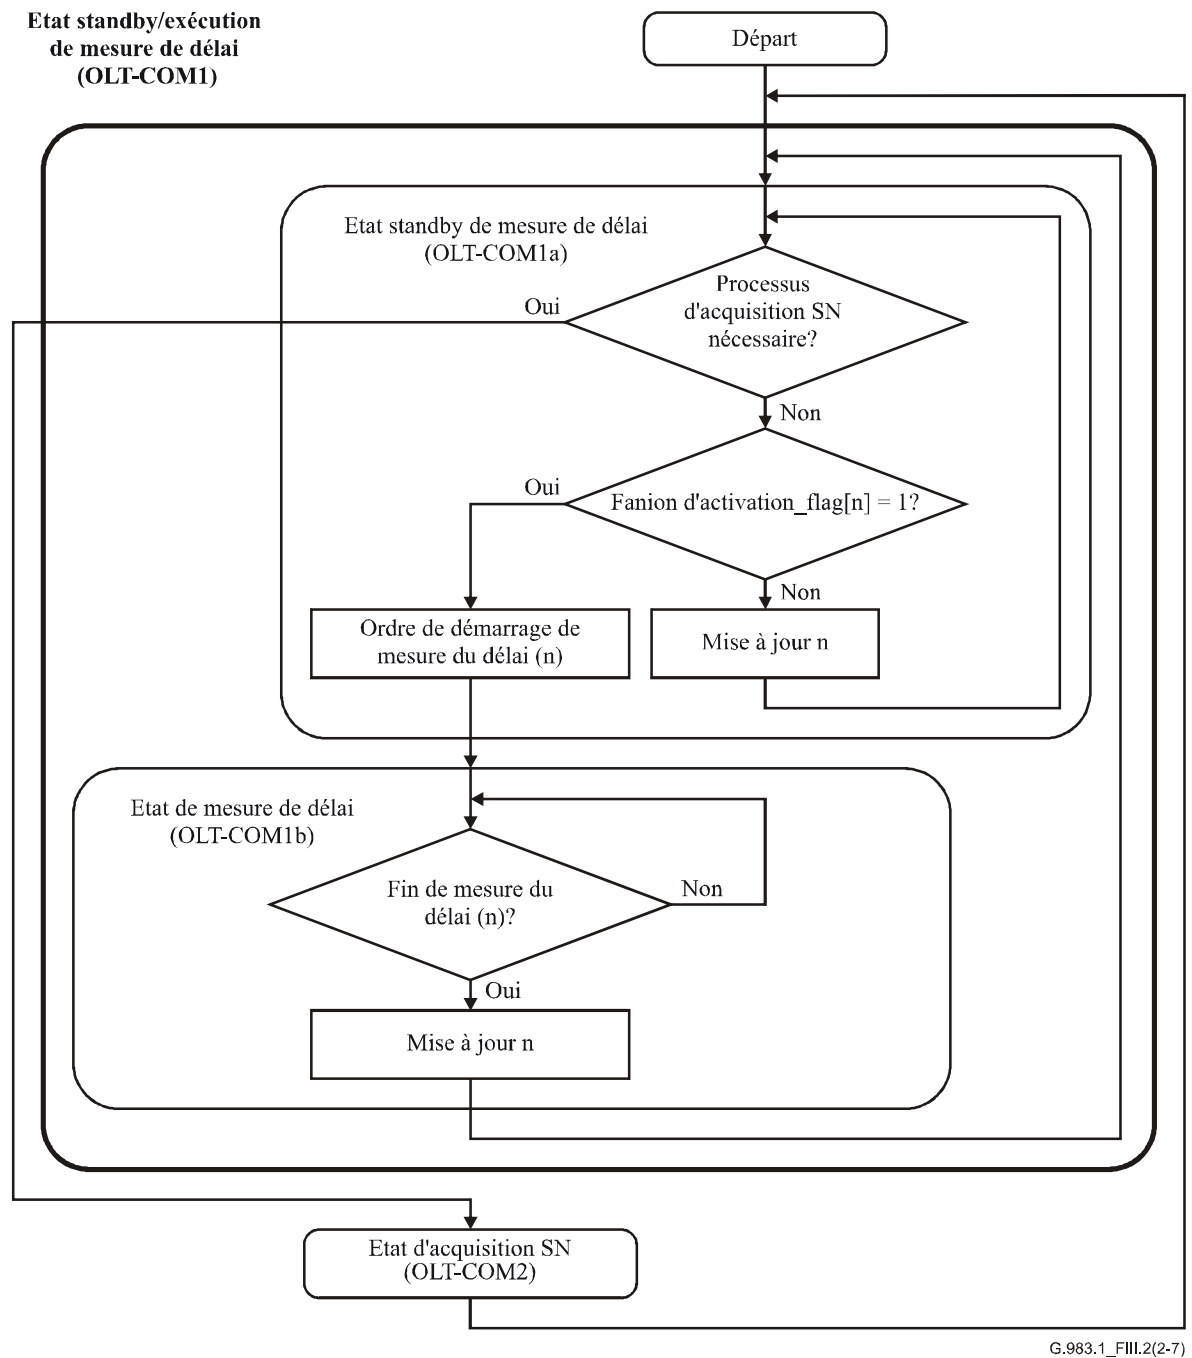 Etat standby/exécution
de mesure de délai
(OLT-COM1)
Départ
Etat standby de mesure de délai
(OLT-COM1a)
Processus
d'acquisition SN
nécessaire?
Oui
Non
Fanion d'activation_flag[n] = 1?
Oui
Non
Ordre de démarrage de
mesure du délai (n)
Mise à jour n
Etat de mesure de délai
(OLT-COM1b)
Fin de mesure du
délai (n)?
Non
Oui
Mise à jour n
Etat d'acquisition SN
(OLT-COM2)
G.983.1_FIII.2(2-7)